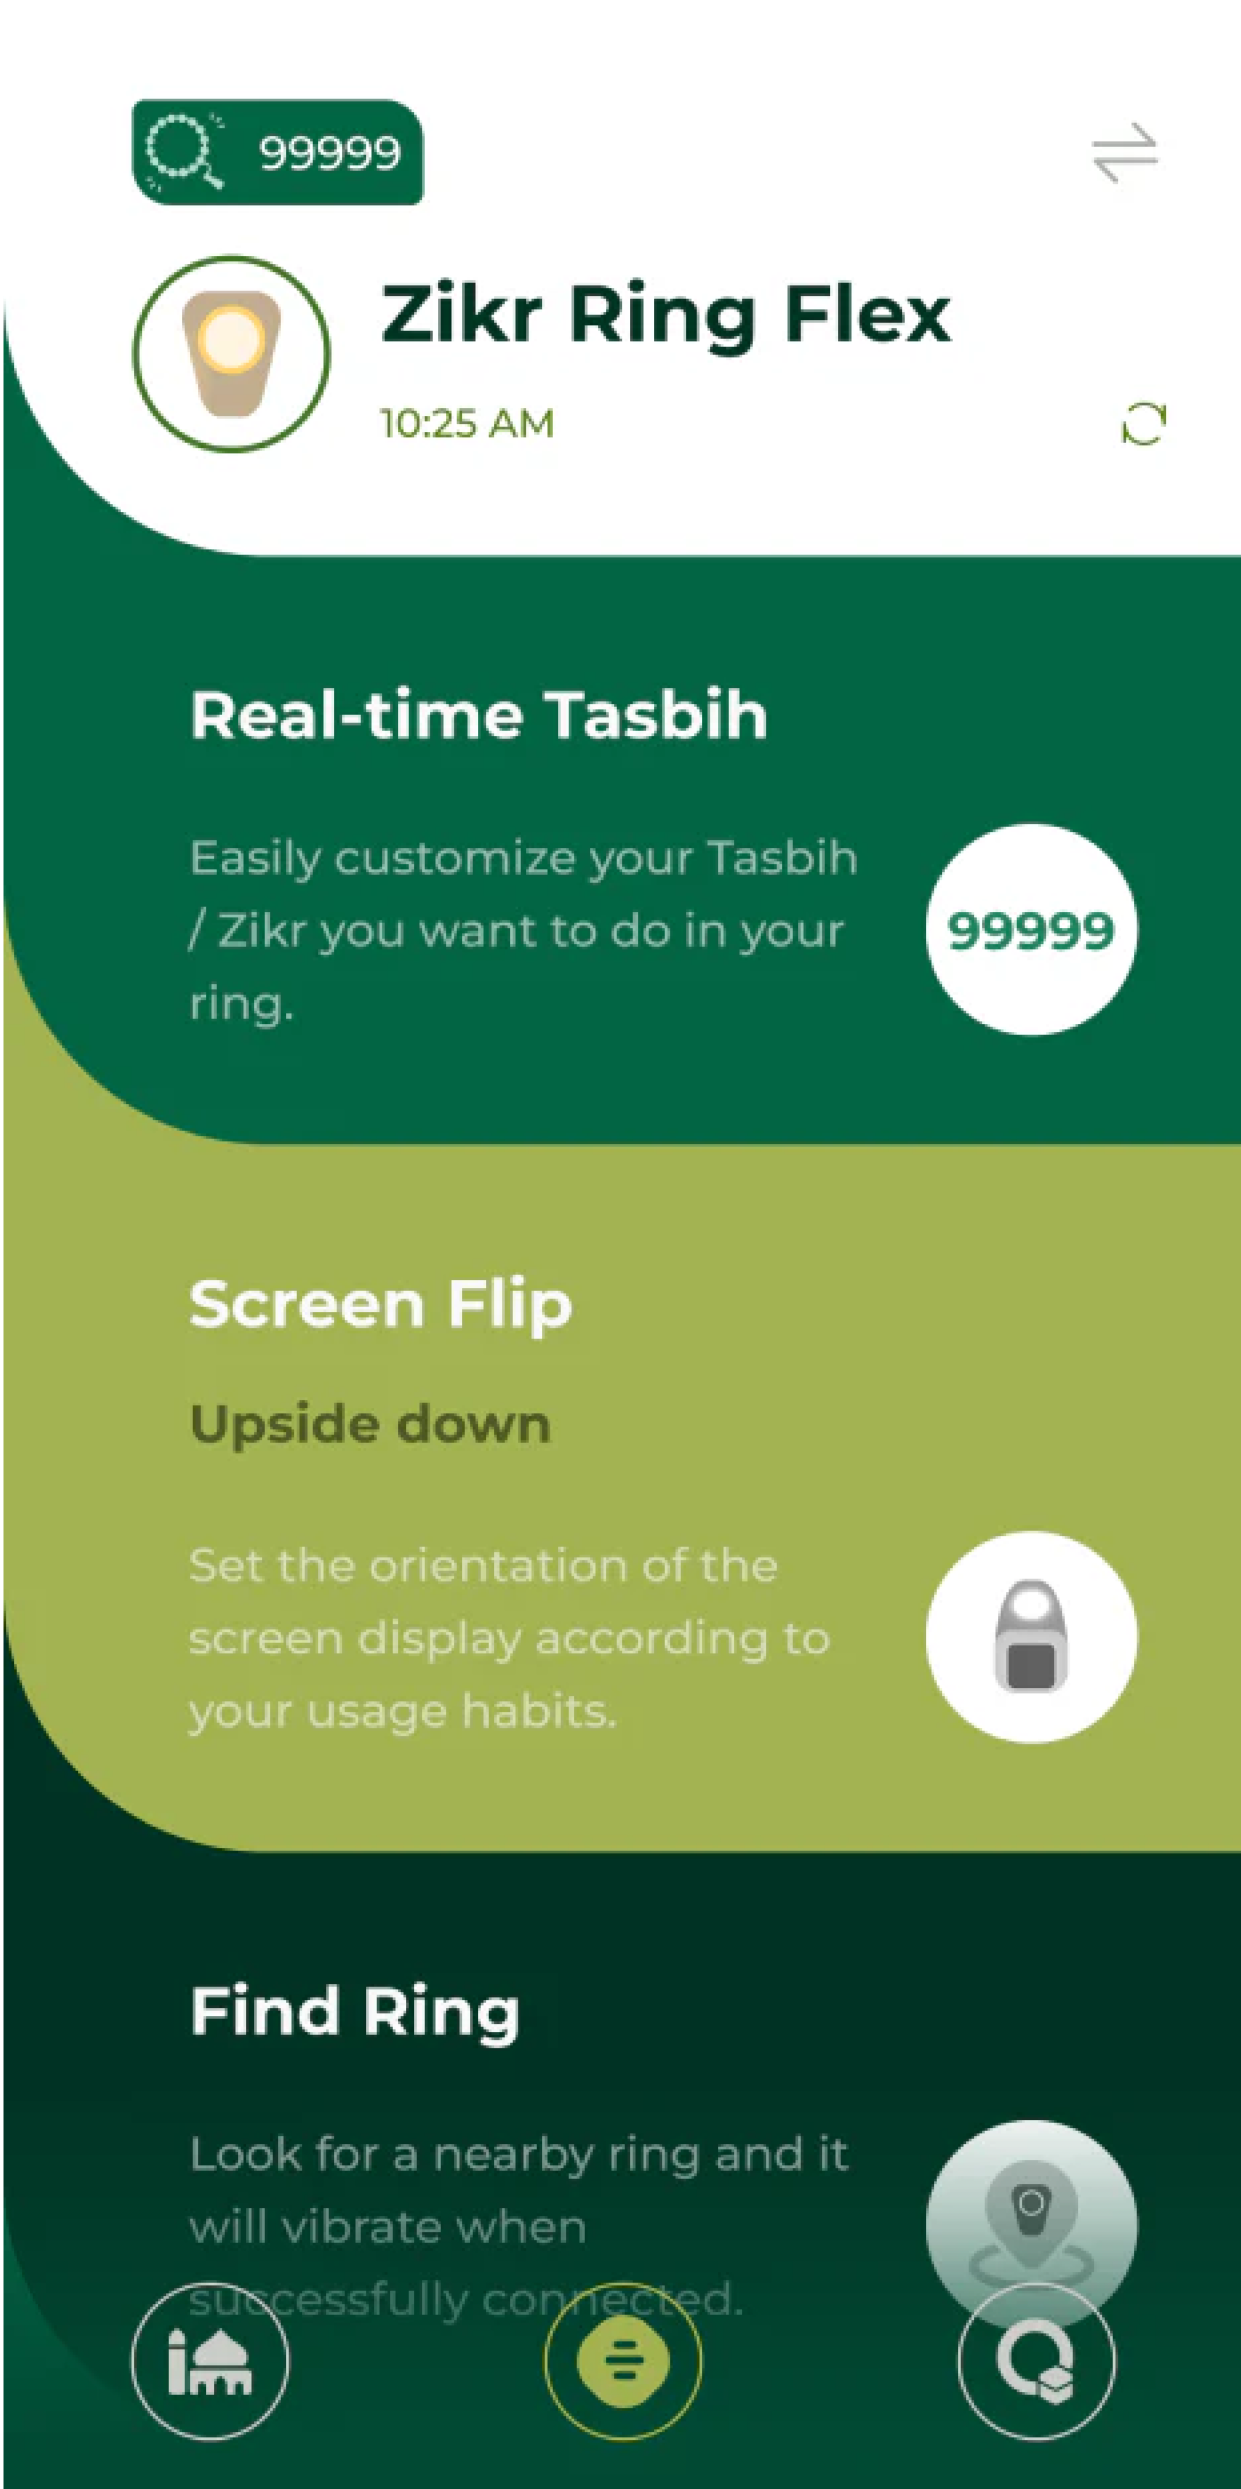 99999
Zikr Ring Flex
10:25 AM
Real-time Tasbih
Easily customize your Tasbih
/ Zikr you want to do in your
ring.
99999
Screen Flip
Upside down
Set the orientation of the
screen display according to
your usage habits.
Find Ring
Look for a nearby ring and it
will vibrate when
successfully connected.